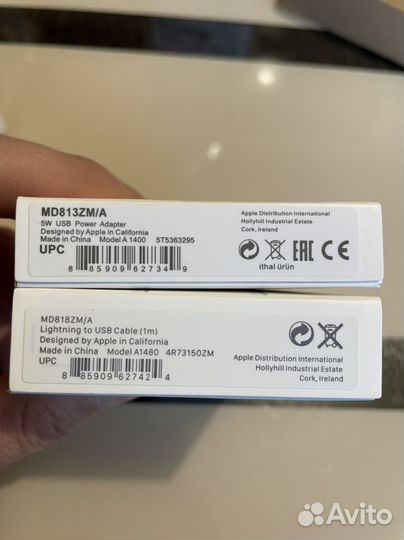 MD813ZM/A
5W USB Power Adapter
Designed by Apple in California
Made in China Model A1400 5T5363295
UPC
8 85909 62734 9
Apple Distribution International
Hollyhill Industrial Estate
Cork, Ireland
EAC CE
ithal ürün
MD818ZM/A
Lightning to USB Cable (1m)
Designed by Apple in California
Made in China Model A1480 4R73150ZM
UPC
8 85909 62742 4
Apple Distribution International
Hollyhill Industrial Estate
Cork, Ireland
Avito